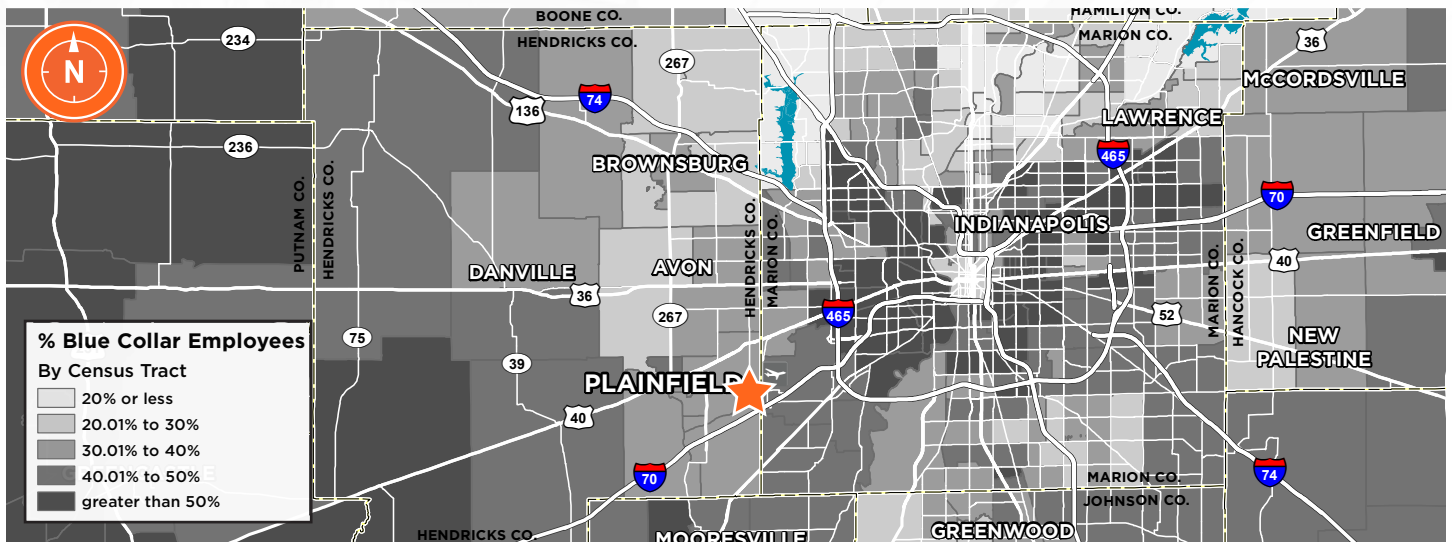 BOONE CO.
HENDRICKS CO.
HAMILTON CO.
MARION CO.
N
234
267
36
McCORDSVILLE
74
136
LAWRENCE
236
BROWNSBURG
465
PUTNAM CO.
HENDRICKS CO.
70
HENDRICKS CO.
MARION CO.
INDIANAPOLIS
GREENFIELD
MARION CO.
HANCOCK CO.
DANVILLE
AVON
40
36
267
465
52
NEW
PALESTINE
75
39
PLAINFIELD
40
% Blue Collar Employees
By Census Tract
20% or less
20.01% to 30%
30.01% to 40%
40.01% to 50%
greater than 50%
70
74
MARION CO.
JOHNSON CO.
HENDRICKS CO.
MOORESVILLE
GREENWOOD